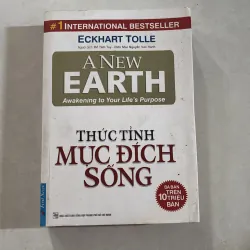 #1 INTERNATIONAL BESTSELLER
ECKHART TOLLE
A NEW
EARTH
Awakening to Your Life's Purpose
THỨC TỈNH
MỤC ĐÍCH
SỐNG
ĐÃ BÁN
TRÊN
10 TRIỆU
BẢN